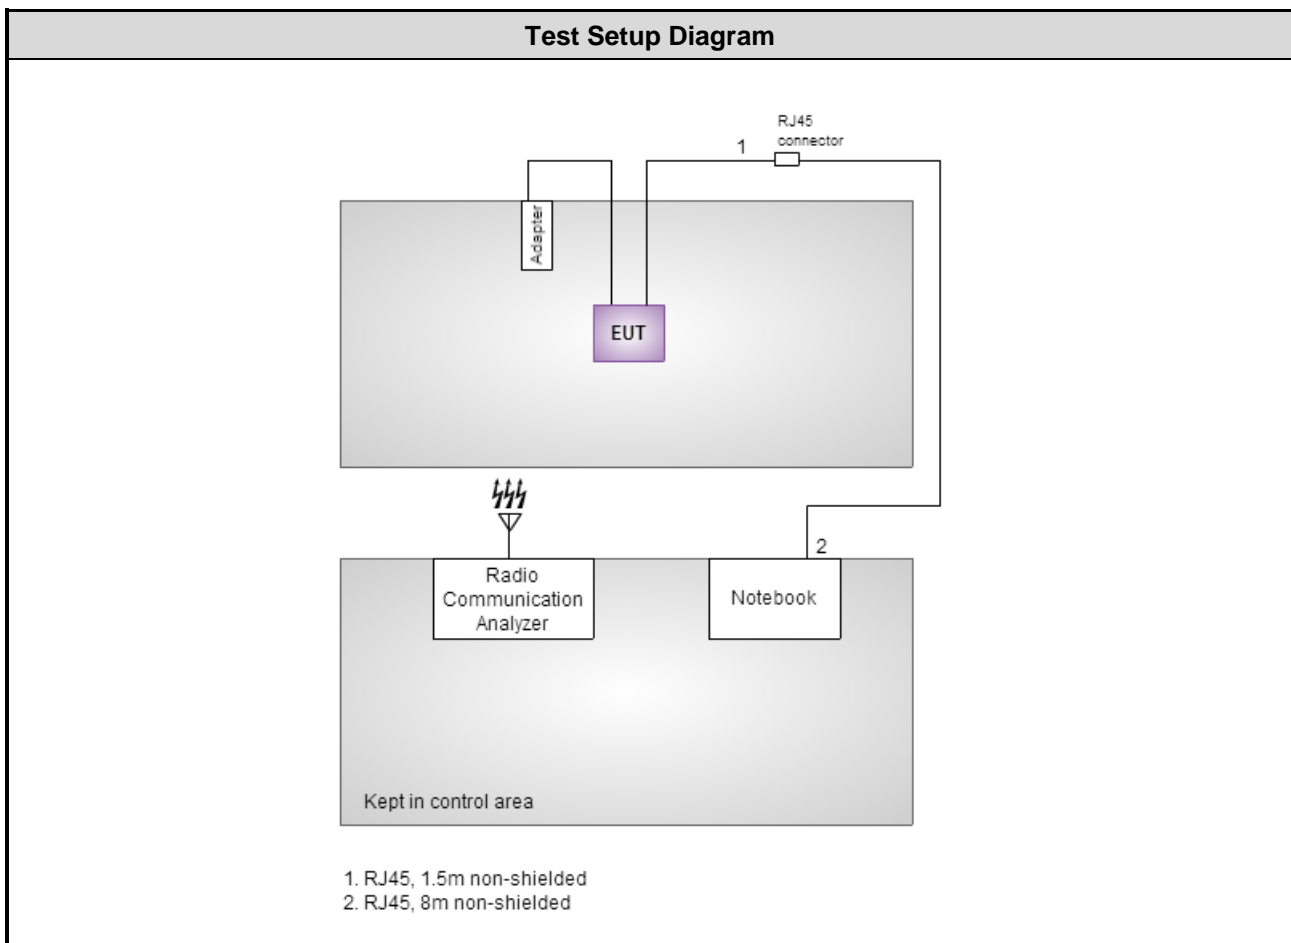 Test Setup Diagram
RJ45
connector
1
Adapter
EUT
2
Radio
Communication
Analyzer
Notebook
Kept in control area
1. RJ45, 1.5m non-shielded
2. RJ45, 8m non-shielded